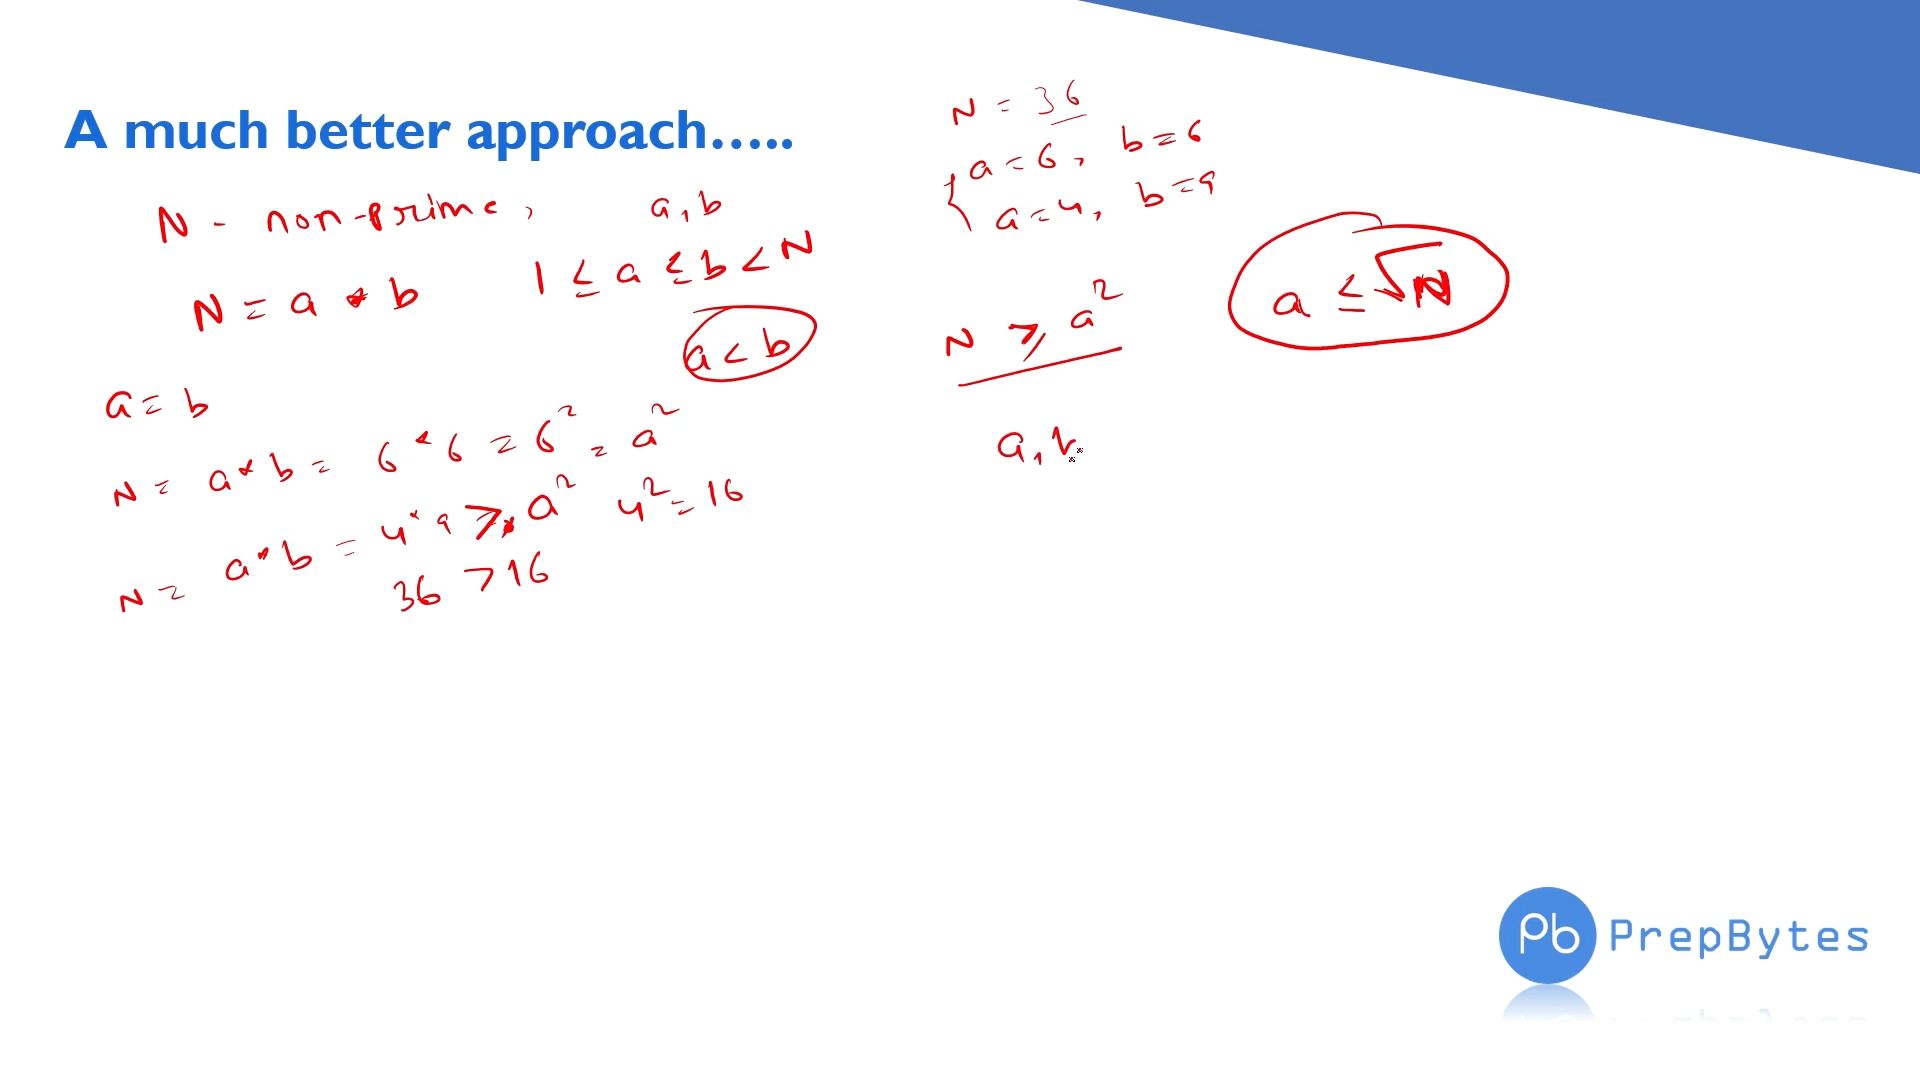 A much better approach.....
N - non-prime, a, b
N = a * b 1 ≤ a ≤ b < N
a < b
a = b
N = a * b = 6 * 6 = 6² = a²
N = a * b = 4 * 9 ≥ a² 4² = 16
36 > 16
N = 36
a = 6, b = 6
a = 4, b = 9
N ≥ a²
a ≤ √N
a, b
Pb PrepBytes